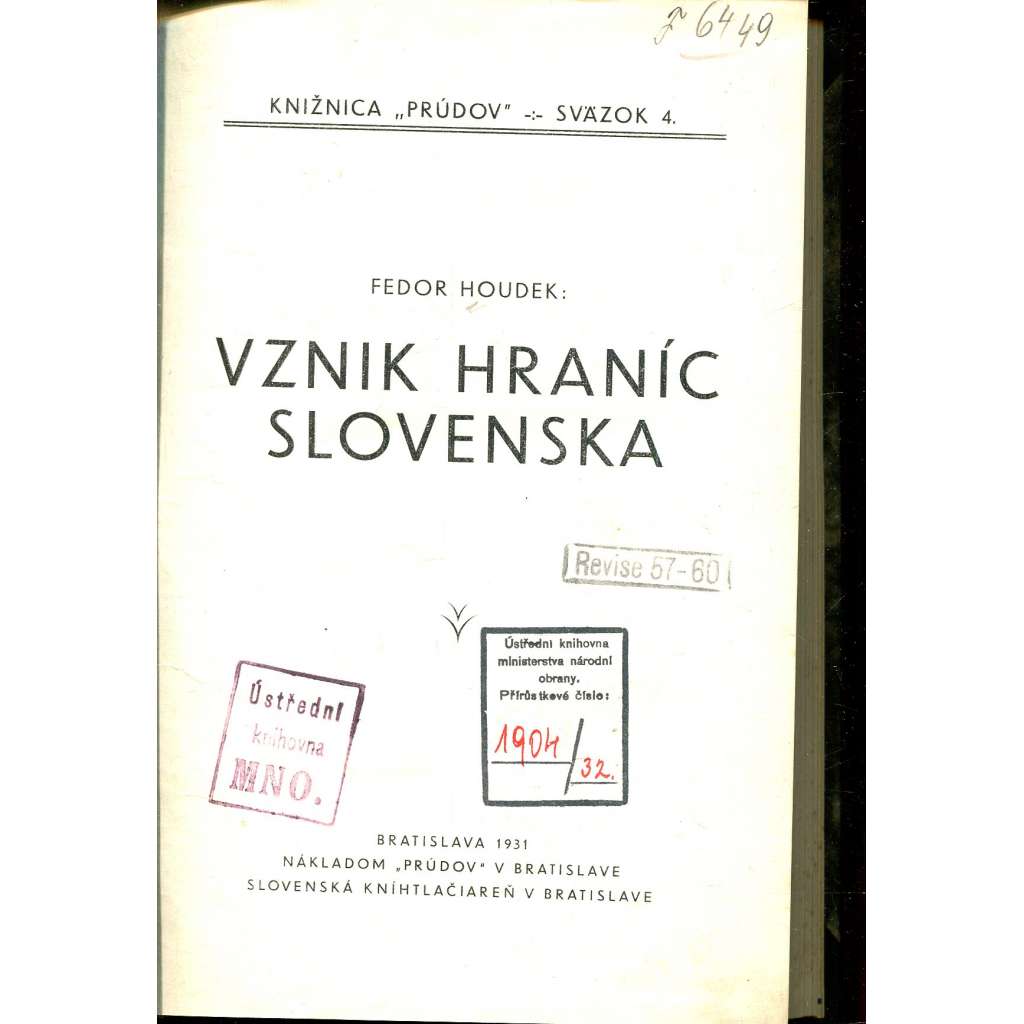 F 6449
KNIŽNICA „PRÚDOV" -:- SVÄZOK 4.
FEDOR HOUDEK:
VZNIK HRANÍC
SLOVENSKA
Revise 57-60
Ústřední knihovna
ministerstva národní
obrany.
Přírůstkové číslo:
1904/32.
Ústřední
knihovna
MNO.
BRATISLAVA 1931
NÁKLADOM „PRÚDOV" V BRATISLAVE
SLOVENSKÁ KNÍHTLAČIAREŇ V BRATISLAVE